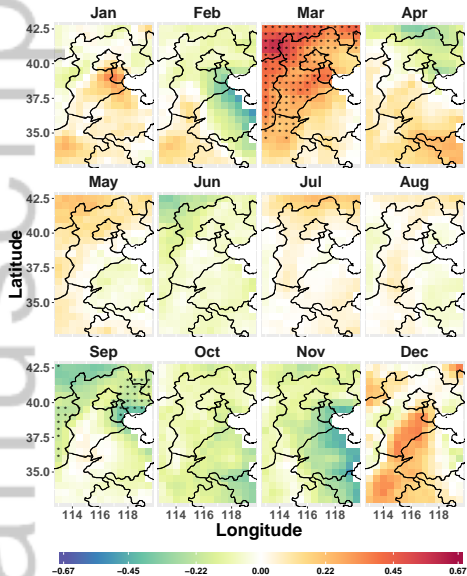 Jan Feb Mar Apr
42.5
40.0
37.5
35.0
May Jun Jul Aug
42.5
40.0
37.5
35.0
Latitude
Sep Oct Nov Dec
42.5
40.0
37.5
35.0
114 116 118 114 116 118 114 116 118 114 116 118
Longitude
-0.67 -0.45 -0.22 0.00 0.22 0.45 0.67